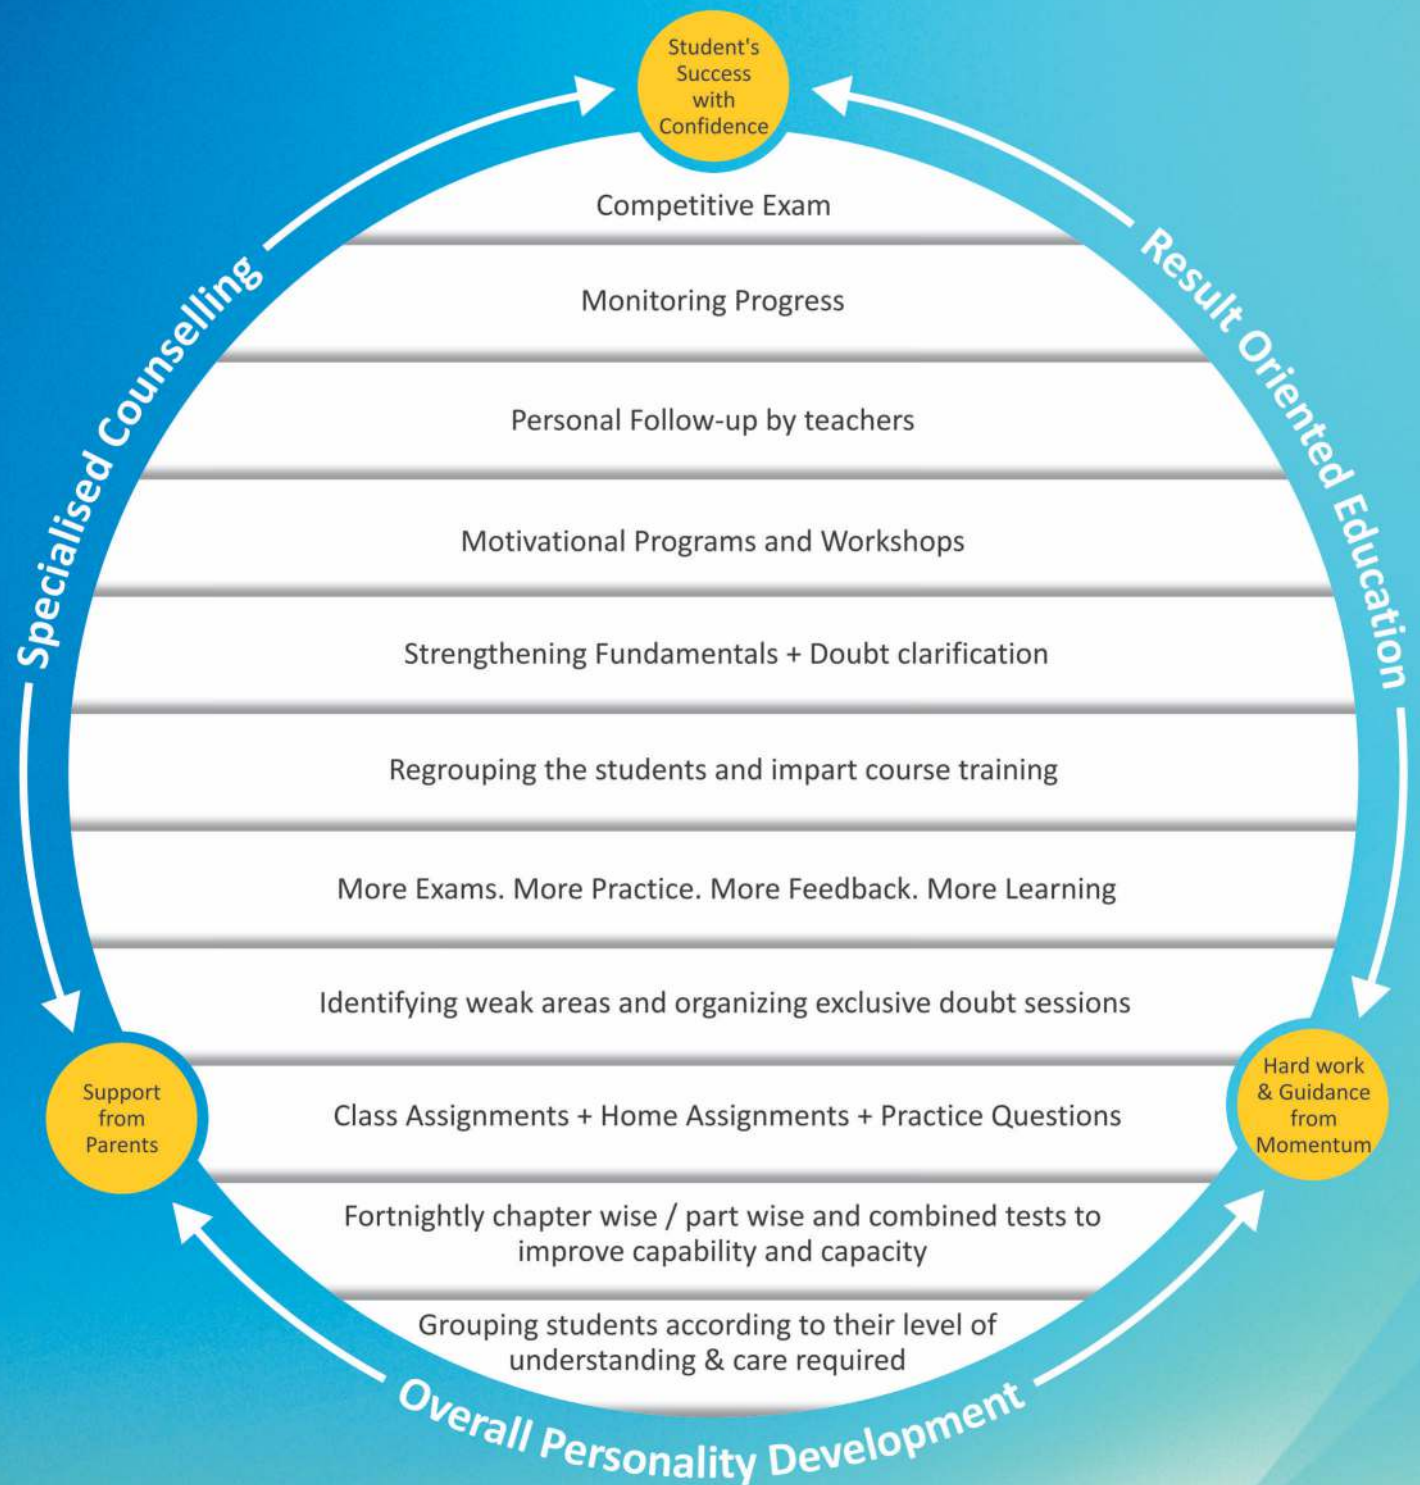 Student's
Success
with
Confidence
Competitive Exam
Monitoring Progress
Personal Follow-up by teachers
Motivational Programs and Workshops
Strengthening Fundamentals + Doubt clarification
Regrouping the students and impart course training
More Exams. More Practice. More Feedback. More Learning
Identifying weak areas and organizing exclusive doubt sessions
Class Assignments + Home Assignments + Practice Questions
Fortnightly chapter wise / part wise and combined tests to
improve capability and capacity
Grouping students according to their level of
understanding & care required
Specialised Counselling
Result Oriented Education
Support
from
Parents
Hard work
& Guidance
from
Momentum
Overall Personality Development